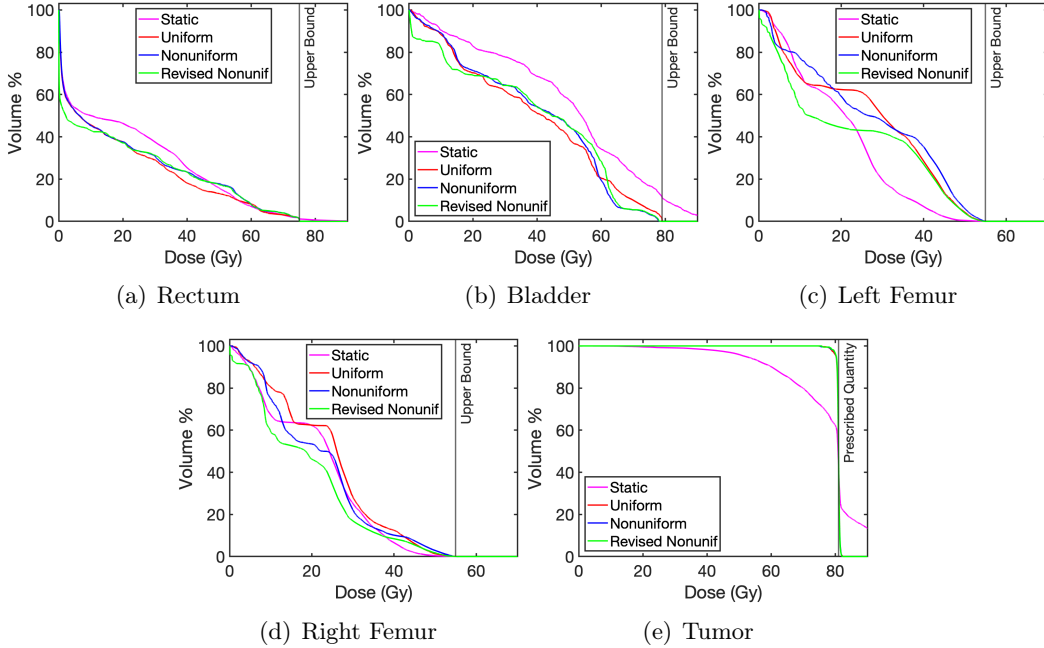 100
80
60
40
20
0
Volume %
0 20 40 60 80
Dose (Gy)
Static
Uniform
Nonuniform
Revised Nonunif
Upper Bound
(a) Rectum
100
80
60
40
20
0
Volume %
0 20 40 60 80
Dose (Gy)
Static
Uniform
Nonuniform
Revised Nonunif
Upper Bound
(b) Bladder
100
80
60
40
20
0
Volume %
0 20 40 60
Dose (Gy)
Static
Uniform
Nonuniform
Revised Nonunif
Upper Bound
(c) Left Femur
100
80
60
40
20
0
Volume %
0 20 40 60
Dose (Gy)
Static
Uniform
Nonuniform
Revised Nonunif
Upper Bound
(d) Right Femur
100
80
60
40
20
0
Volume %
0 20 40 60 80
Dose (Gy)
Static
Uniform
Nonuniform
Revised Nonunif
Prescribed Quantity
(e) Tumor